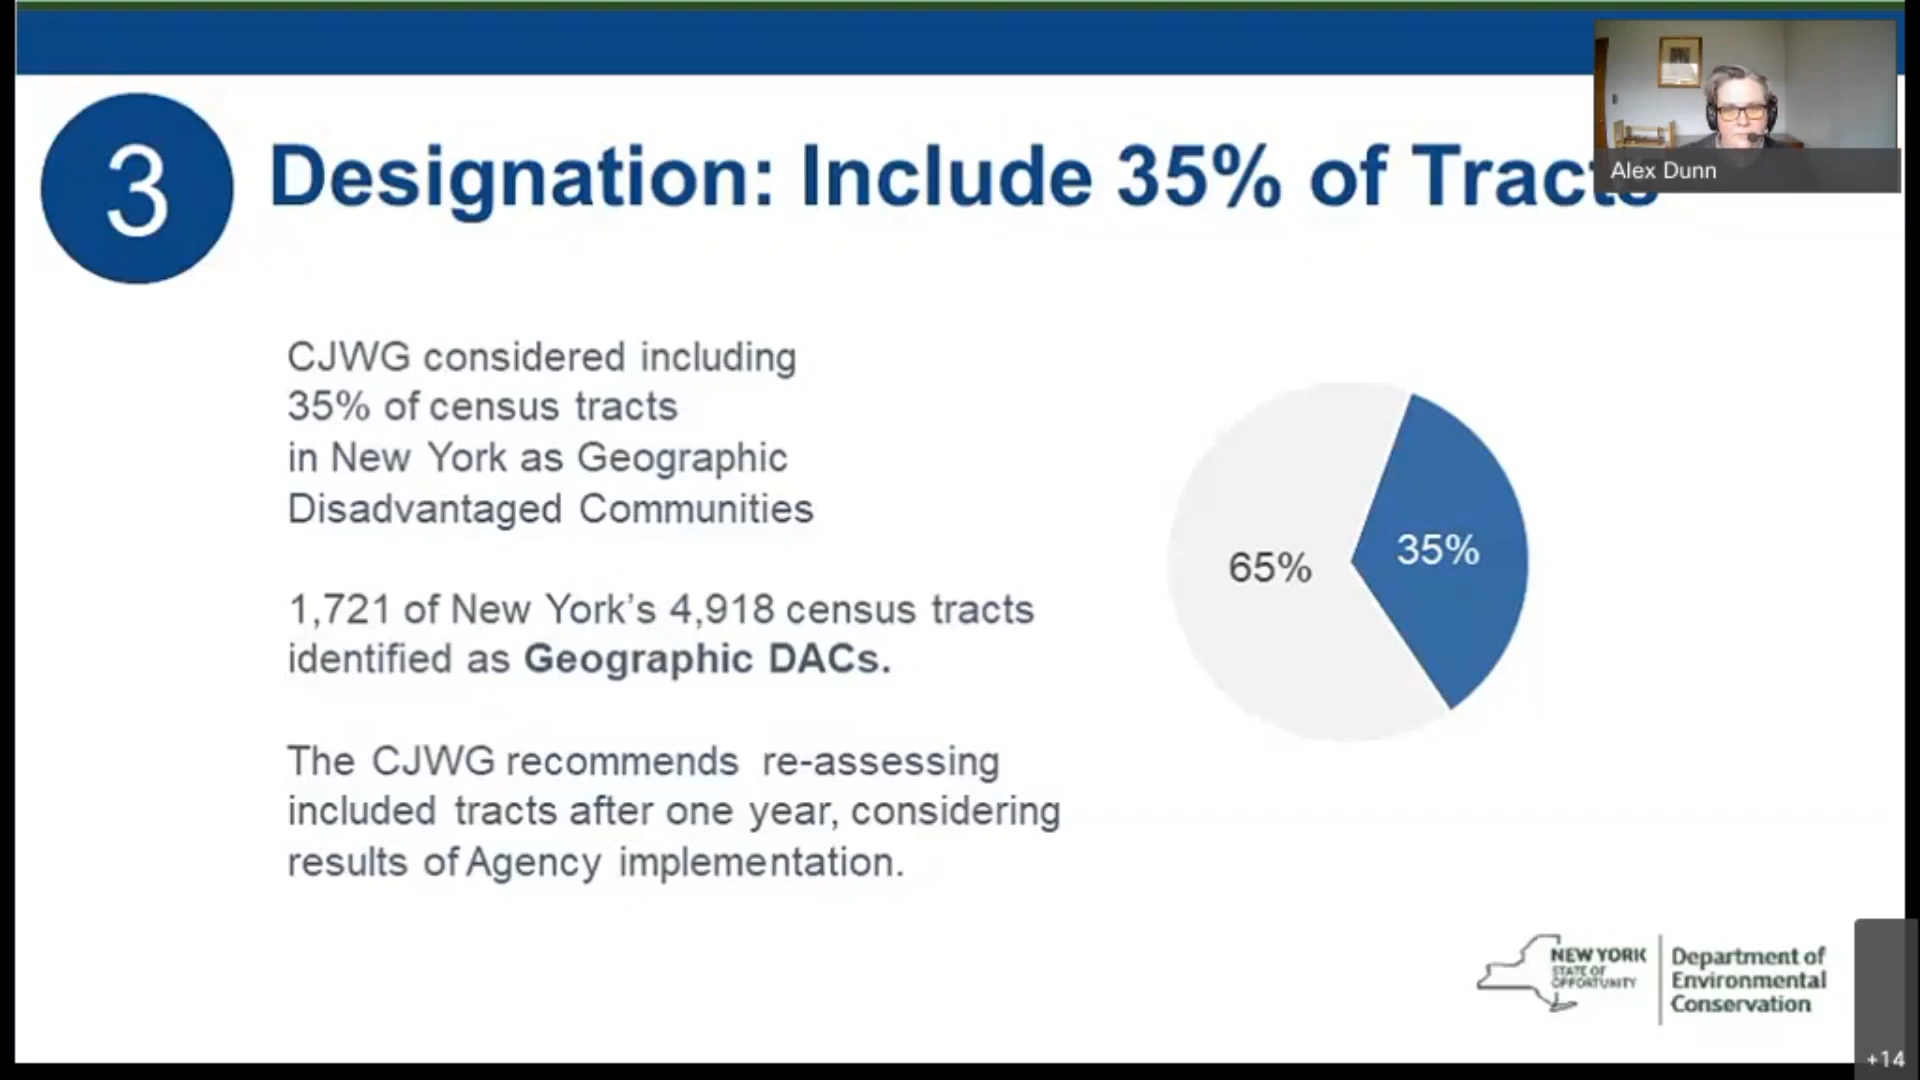 3
Designation: Include 35% of Tracts
Alex Dunn
CJWG considered including
35% of census tracts
in New York as Geographic
Disadvantaged Communities
1,721 of New York's 4,918 census tracts
identified as Geographic DACs.
The CJWG recommends re-assessing
included tracts after one year, considering
results of Agency implementation.
65%
35%
NEW YORK
STATE OF
OPPORTUNITY
Department of
Environmental
Conservation
+14